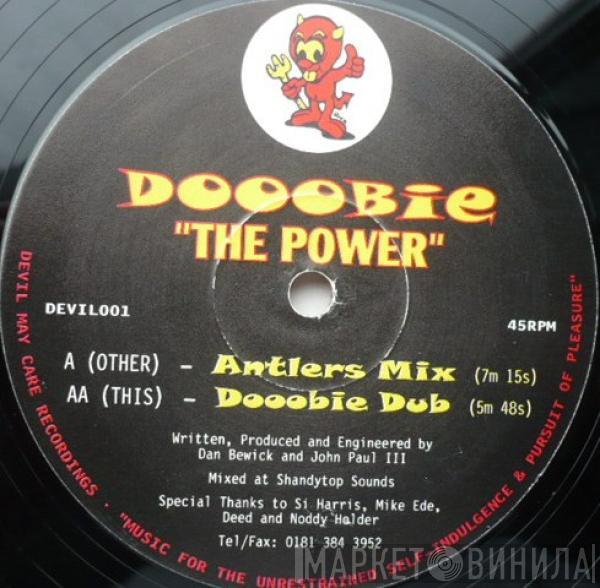 DOOOBiE
"THE POWER"
DEVIL001
45RPM
A (OTHER) - Antlers Mix (7m 15s)
AA (THIS) - Dooobie Dub (5m 48s)
Written, Produced and Engineered by
Dan Bewick and John Paul III
Mixed at Shandytop Sounds
Special Thanks to Si Harris, Mike Ede,
Deed and Noddy Holder
Tel/Fax: 0181 384 3952
DEVIL MAY CARE RECORDINGS · "MUSIC FOR THE UNRESTRAINED SELF-INDULGENCE & PURSUIT OF PLEASURE"
МАРКЕТ ВИНИЛА